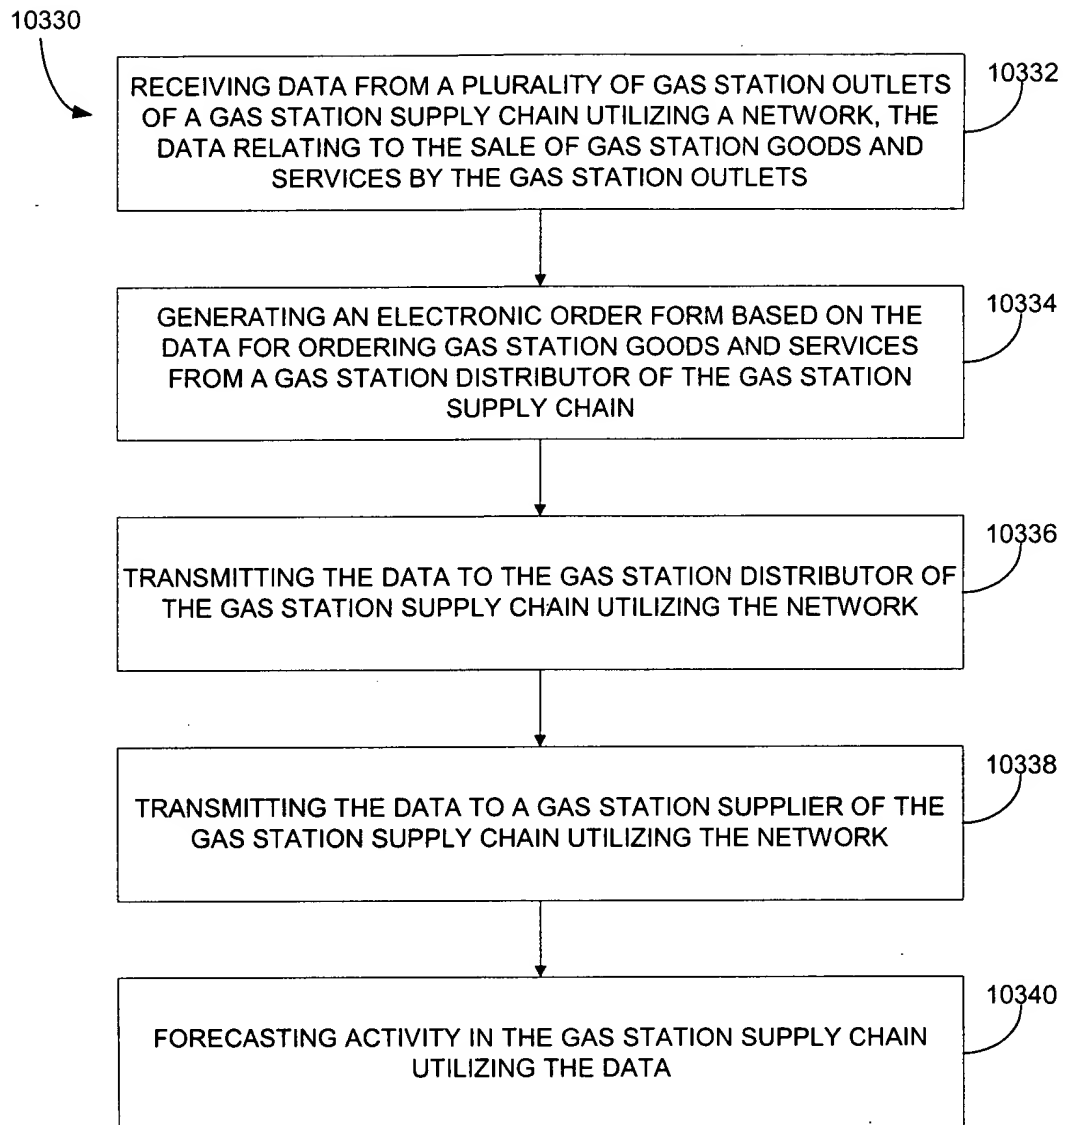 10330
RECEIVING DATA FROM A PLURALITY OF GAS STATION OUTLETS
OF A GAS STATION SUPPLY CHAIN UTILIZING A NETWORK, THE
DATA RELATING TO THE SALE OF GAS STATION GOODS AND
SERVICES BY THE GAS STATION OUTLETS
10332
GENERATING AN ELECTRONIC ORDER FORM BASED ON THE
DATA FOR ORDERING GAS STATION GOODS AND SERVICES
FROM A GAS STATION DISTRIBUTOR OF THE GAS STATION
SUPPLY CHAIN
10334
TRANSMITTING THE DATA TO THE GAS STATION DISTRIBUTOR OF
THE GAS STATION SUPPLY CHAIN UTILIZING THE NETWORK
10336
TRANSMITTING THE DATA TO A GAS STATION SUPPLIER OF THE
GAS STATION SUPPLY CHAIN UTILIZING THE NETWORK
10338
FORECASTING ACTIVITY IN THE GAS STATION SUPPLY CHAIN
UTILIZING THE DATA
10340